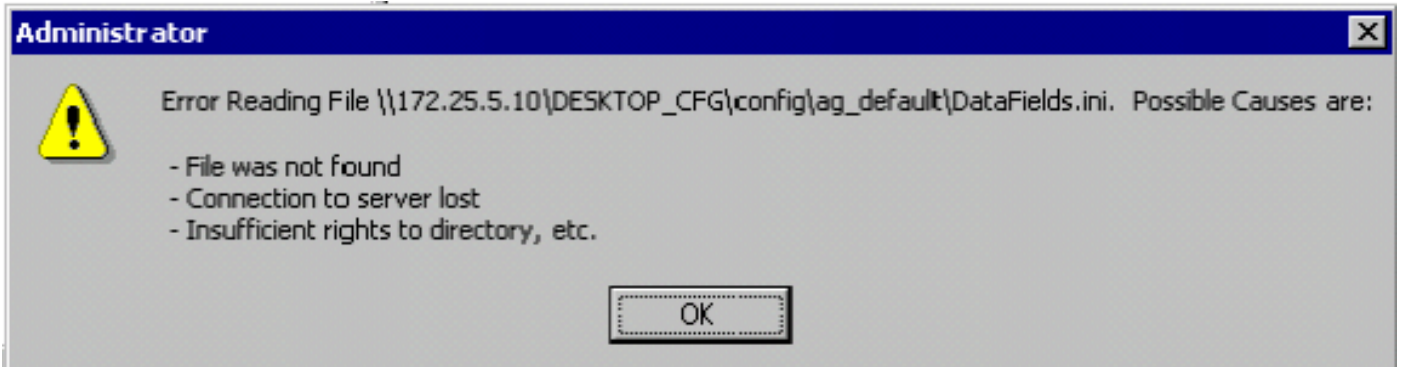 Administrator
Error Reading File \\172.25.5.10\DESKTOP_CFG\config\ag_default\DataFields.ini.  Possible Causes are:
- File was not found
- Connection to server lost
- Insufficient rights to directory, etc.
OK